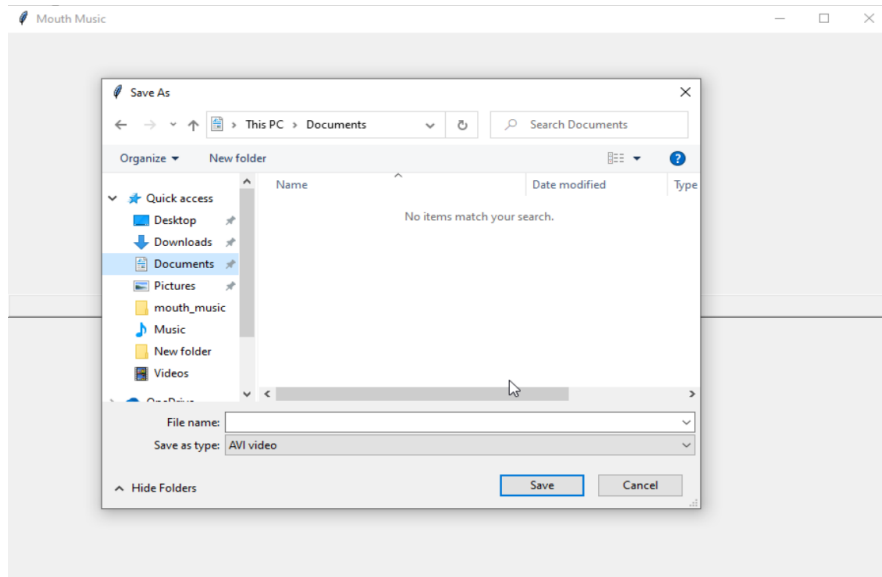 Mouth Music
Save As
This PC > Documents
Search Documents
Organize
New folder
Name
Date modified
Type
Quick access
No items match your search.
Desktop
Downloads
Documents
Pictures
mouth_music
Music
New folder
Videos
OneDrive
File name:
Save as type: AVI video
Hide Folders
Save
Cancel